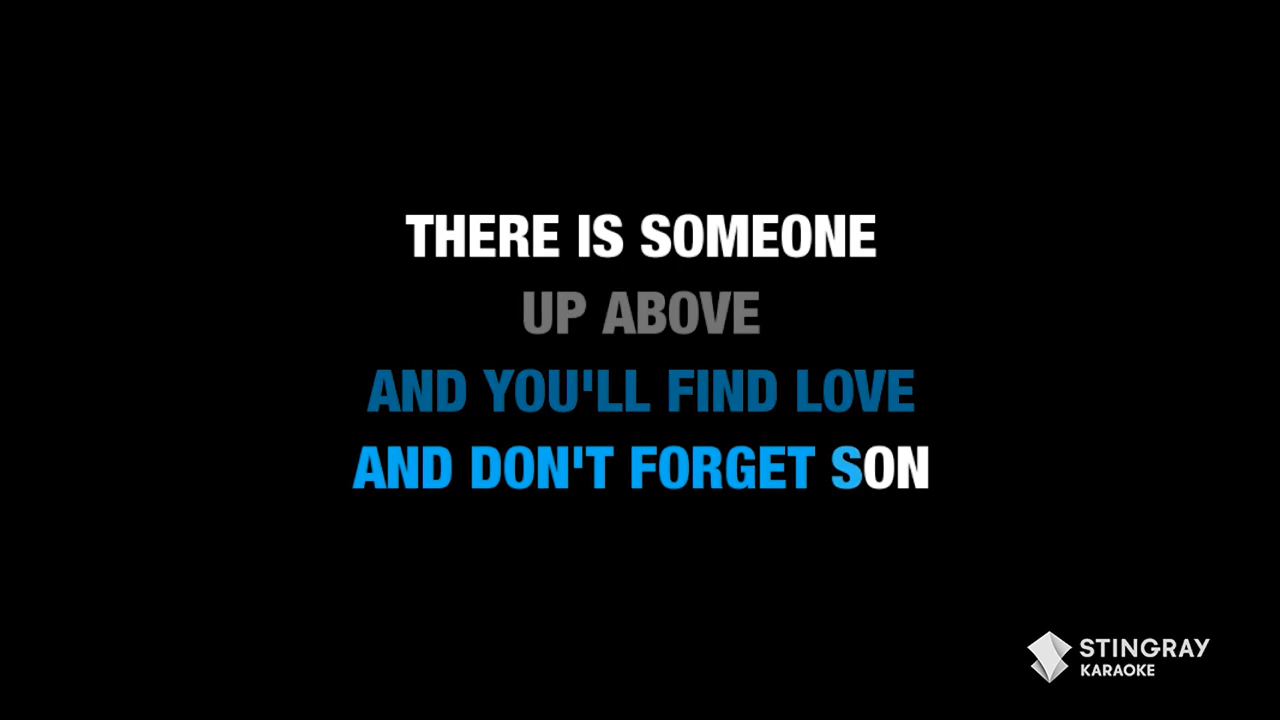 THERE IS SOMEONE
UP ABOVE
AND YOU'LL FIND LOVE
AND DON'T FORGET SON
STINGRAY
KARAOKE